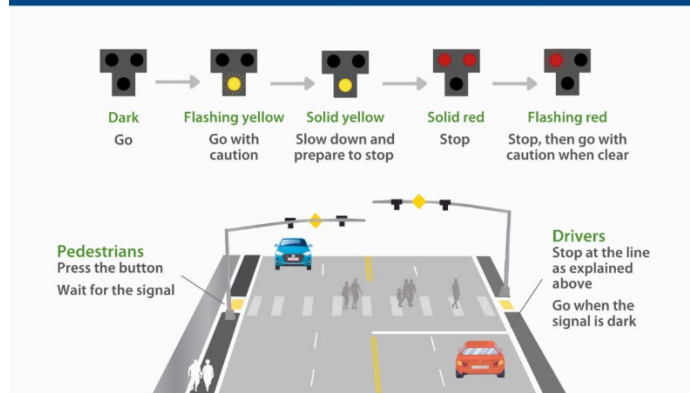 Dark
Go
Flashing yellow
Go with
caution
Solid yellow
Slow down and
prepare to stop
Solid red
Stop
Flashing red
Stop, then go with
caution when clear
Pedestrians
Press the button
Wait for the signal
Drivers
Stop at the line
as explained
above
Go when the
signal is dark